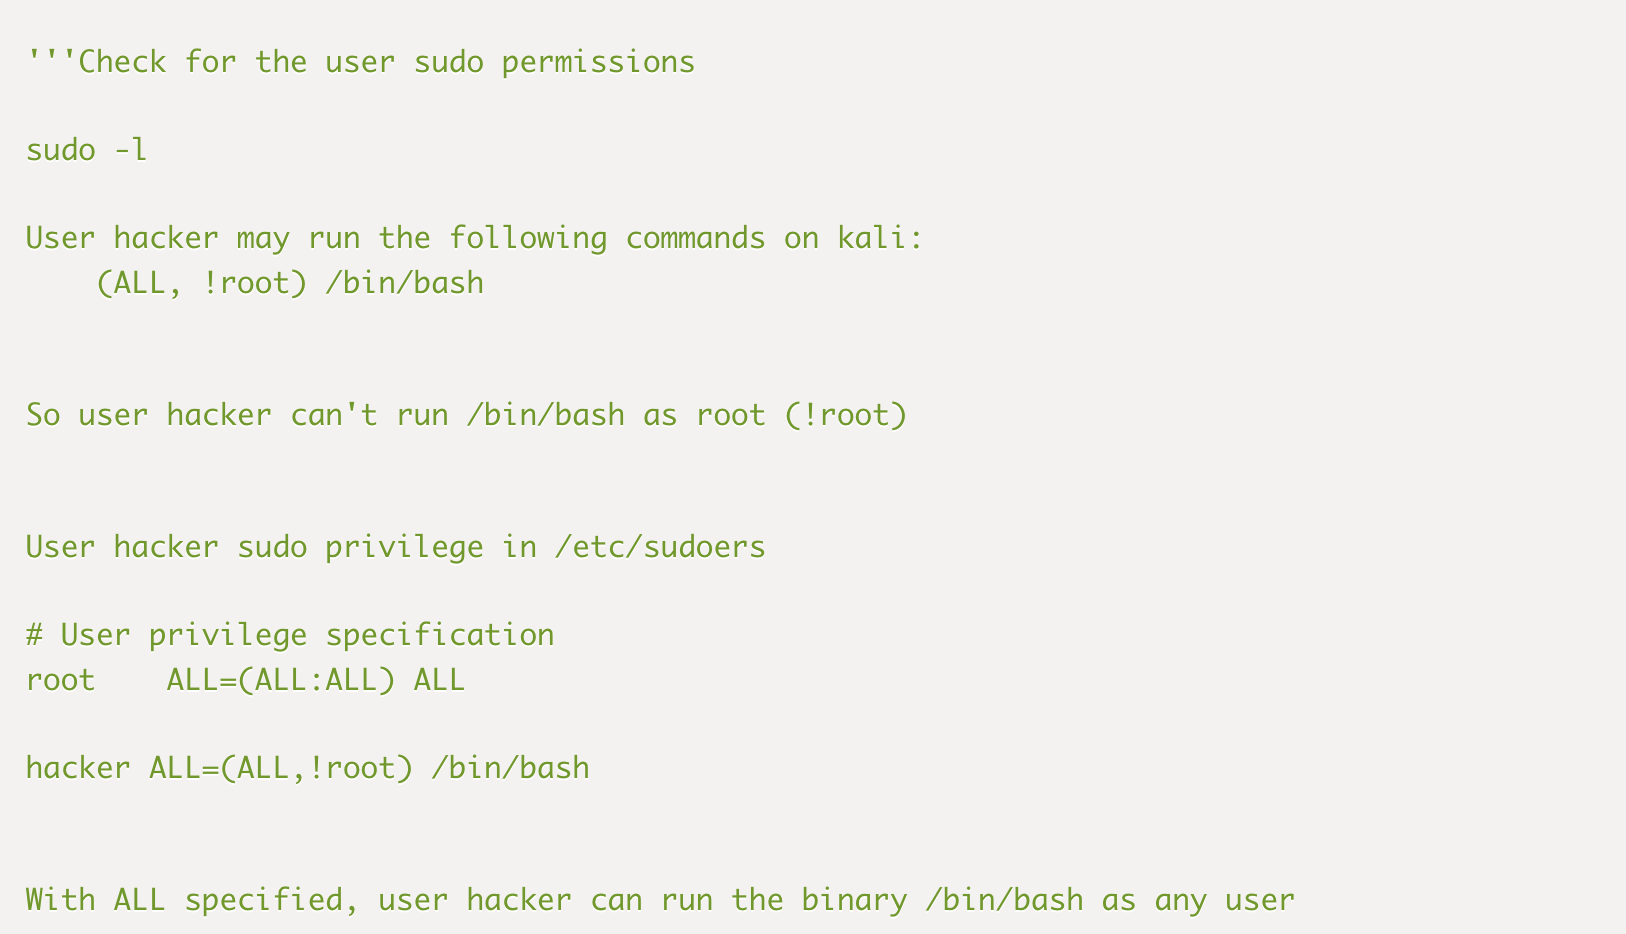 '''Check for the user sudo permissions
sudo -l
User hacker may run the following commands on kali:
    (ALL, !root) /bin/bash
So user hacker can't run /bin/bash as root (!root)
User hacker sudo privilege in /etc/sudoers
# User privilege specification
root    ALL=(ALL:ALL) ALL
hacker ALL=(ALL,!root) /bin/bash
With ALL specified, user hacker can run the binary /bin/bash as any user